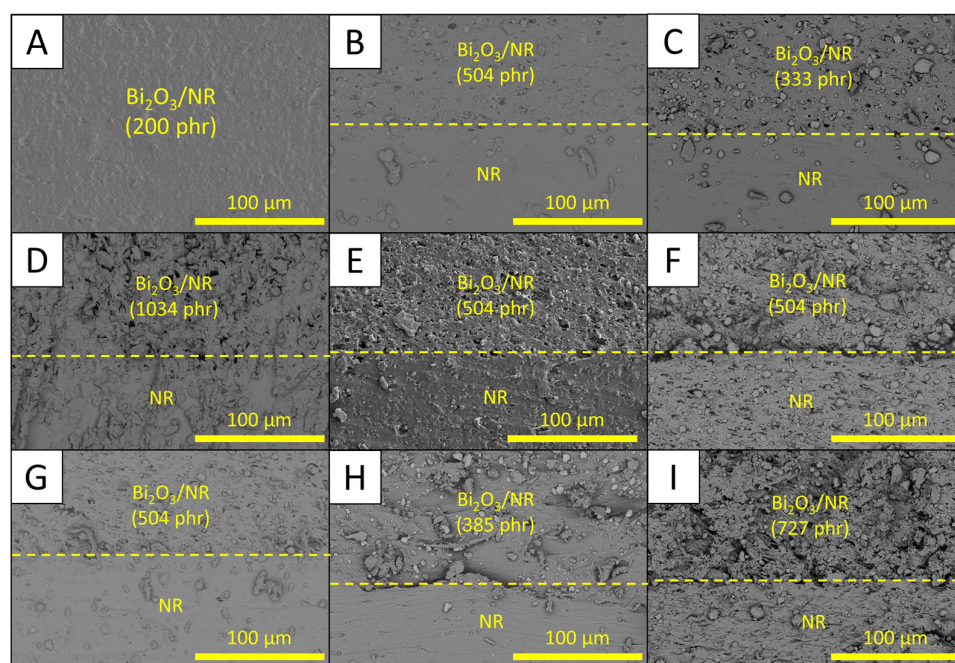 A
Bi₂O₃/NR
(200 phr)
100 µm
B
Bi₂O₃/NR
(504 phr)
NR
100 µm
C
Bi₂O₃/NR
(333 phr)
NR
100 µm
D
Bi₂O₃/NR
(1034 phr)
NR
100 µm
E
Bi₂O₃/NR
(504 phr)
NR
100 µm
F
Bi₂O₃/NR
(504 phr)
NR
100 µm
G
Bi₂O₃/NR
(504 phr)
NR
100 µm
H
Bi₂O₃/NR
(385 phr)
NR
100 µm
I
Bi₂O₃/NR
(727 phr)
NR
100 µm